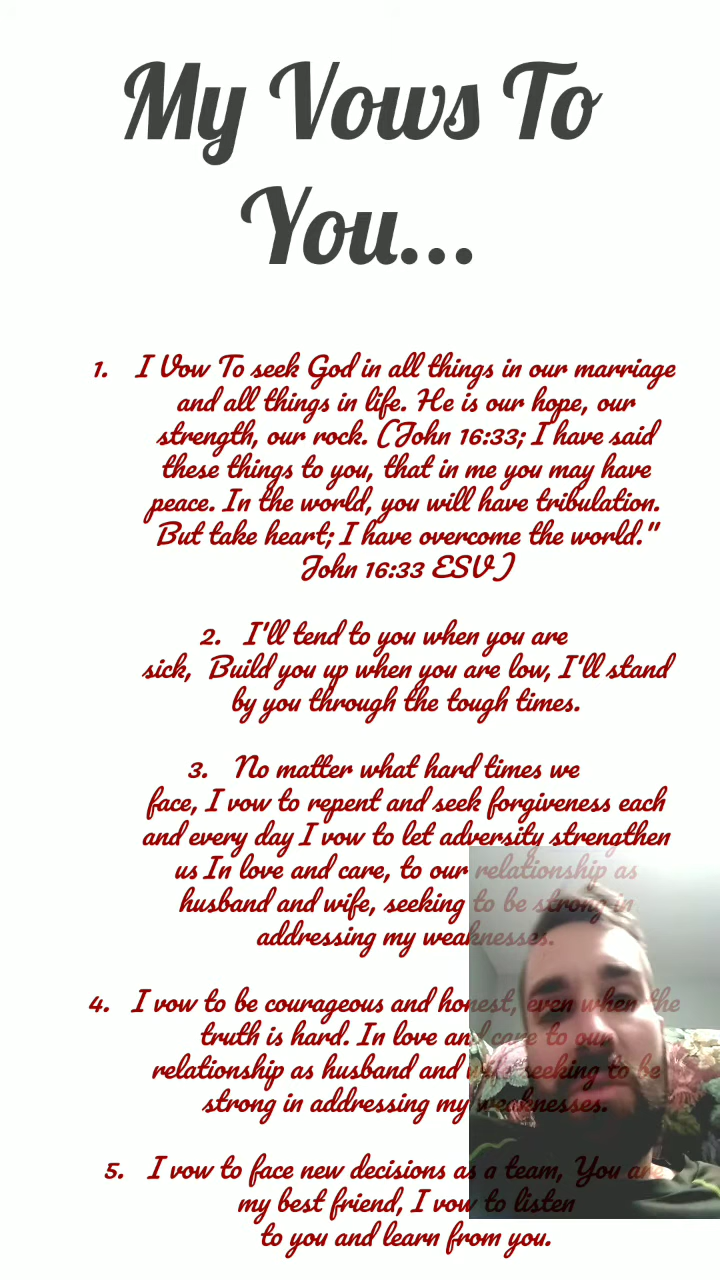 My Vows To
You...
1. I Vow To seek God in all things in our marriage
and all things in life. He is our hope, our
strength, our rock. (John 16:33; I have said
these things to you, that in me you may have
peace. In the world, you will have tribulation.
But take heart; I have overcome the world."
John 16:33 ESV)
2. I'll tend to you when you are
sick, Build you up when you are low, I'll stand
by you through the tough times.
3. No matter what hard times we
face, I vow to repent and seek forgiveness each
and every day I vow to let adversity strengthen
us In love and care, to our relationship as
husband and wife, seeking to be strong in
addressing my weaknesses.
4. I vow to be courageous and honest, even when the
truth is hard. In love and care to our
relationship as husband and wife seeking to be
strong in addressing my weaknesses.
5. I vow to face new decisions as a team, You are
my best friend, I vow to listen
to you and learn from you.